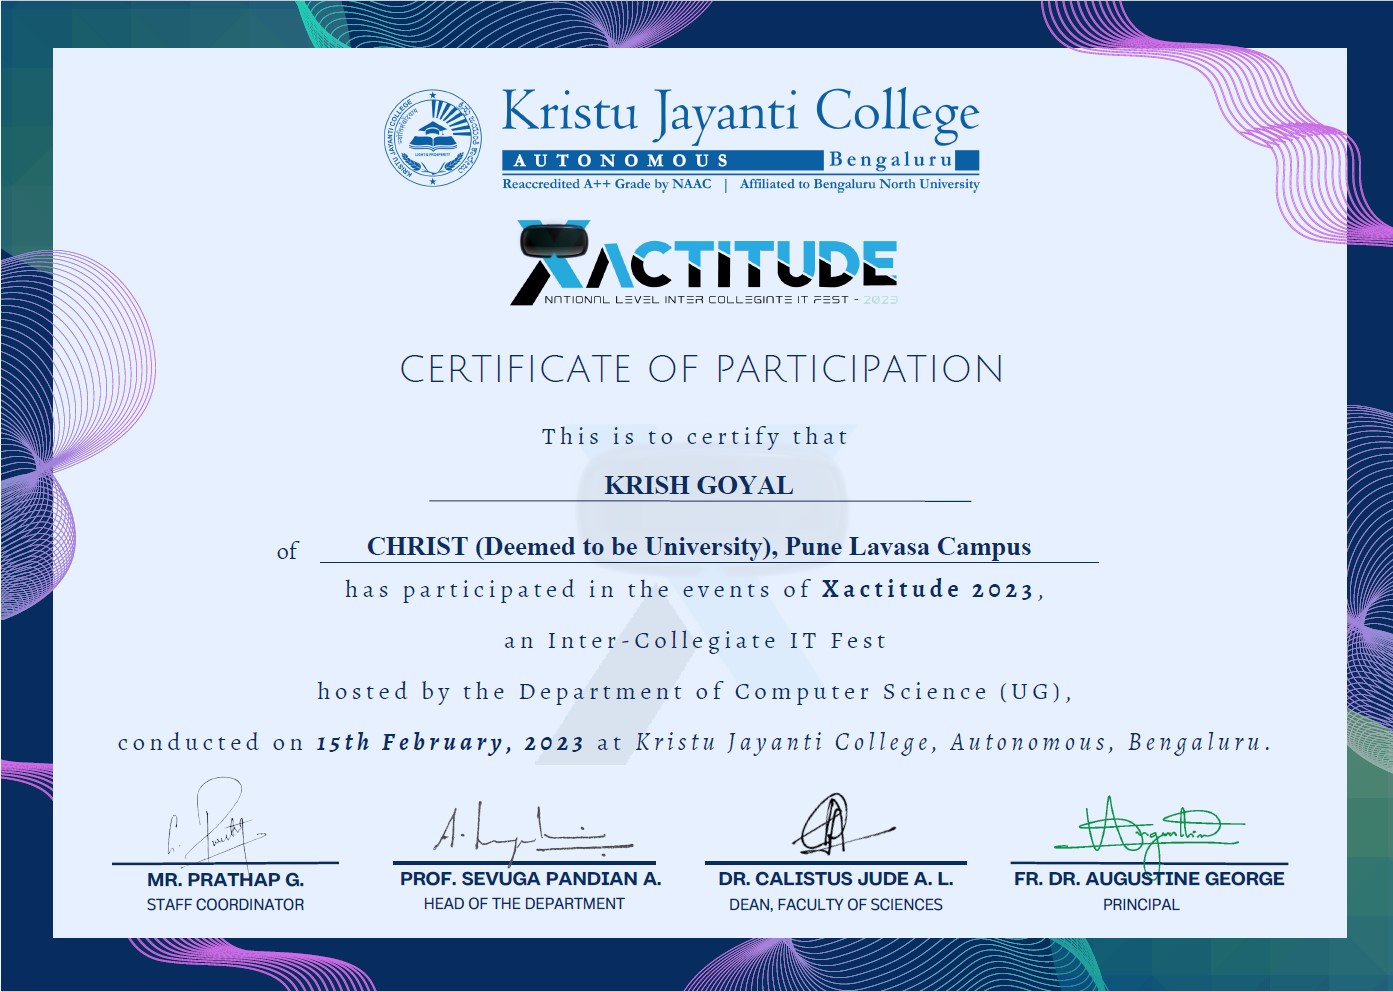 Kristu Jayanti College
AUTONOMOUS Bengaluru
Reaccredited A++ Grade by NAAC | Affiliated to Bengaluru North University
KRISTU JAYANTI COLLEGE
LIGHT & PROSPERITY
XACTITUDE
NATIONAL LEVEL INTER COLLEGIATE IT FEST - 2023
CERTIFICATE OF PARTICIPATION
This is to certify that
KRISH GOYAL
of CHRIST (Deemed to be University), Pune Lavasa Campus
has participated in the events of Xactitude 2023,
an Inter-Collegiate IT Fest
hosted by the Department of Computer Science (UG),
conducted on 15th February, 2023 at Kristu Jayanti College, Autonomous, Bengaluru.
MR. PRATHAP G. PROF. SEVUGA PANDIAN A. DR. CALISTUS JUDE A. L. FR. DR. AUGUSTINE GEORGE
STAFF COORDINATOR HEAD OF THE DEPARTMENT DEAN, FACULTY OF SCIENCES PRINCIPAL